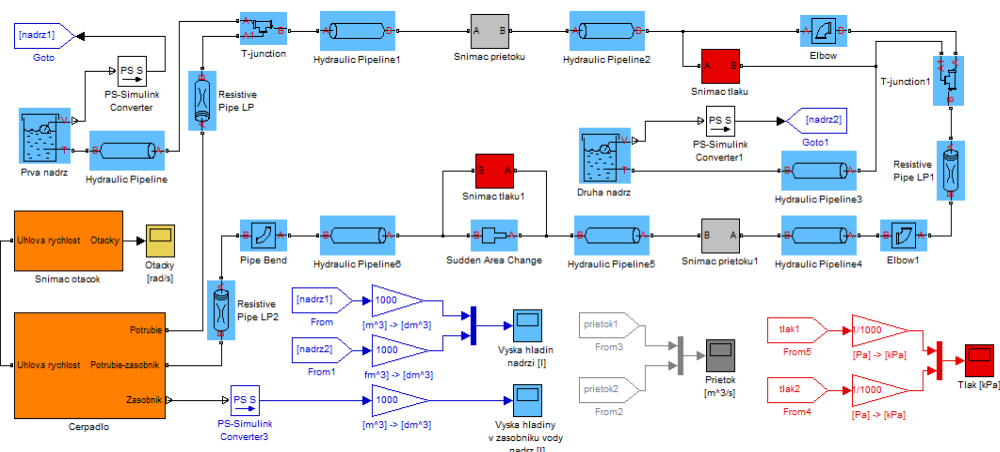 [nadrz1]
Goto
PS S
PS-Simulink
Converter
V
T
Prva nadrz
B
A
Hydraulic Pipeline
Resistive
Pipe LP
A
A1
B
T-junction
A
B
Hydraulic Pipeline1
A
B
Snimac prietoku
A
B
Hydraulic Pipeline2
A
B
Snimac tlaku
A
B
Elbow
T-junction1
A
A1
B
PS S
PS-Simulink
Converter1
[nadrz2]
Goto1
V
T
Druha nadrz
B
A
Hydraulic Pipeline3
Resistive
Pipe LP1
B
A
Snimac tlaku1
B
A
Pipe Bend
B
A
Hydraulic Pipeline6
B
A
Sudden Area Change
B
A
Hydraulic Pipeline5
B
A
Snimac prietoku1
B
A
Hydraulic Pipeline4
B
A
Elbow1
Uhlova rychlost
Otacky
Snimac otacok
Otacky
[rad/s]
Resistive
Pipe LP2
Uhlova rychlost
Potrubie
Potrubie-zasobnik
Zasobnik
Cerpadlo
PS S
PS-Simulink
Converter3
[nadrz1]
From
1000
[m^3] -> [dm^3]
[nadrz2]
From1
1000
fm^3] -> [dm^3]
Vyska hladin
nadrzi [l]
1000
[m^3] -> [dm^3]
Vyska hladiny
v zasobniku vody
nadrz [l]
prietok1
From3
prietok2
From2
Prietok
[m^3/s]
tlak1
From5
1/1000
[Pa] -> [kPa]
tlak2
From4
1/1000
[Pa] -> [kPa]
Tlak [kPa]